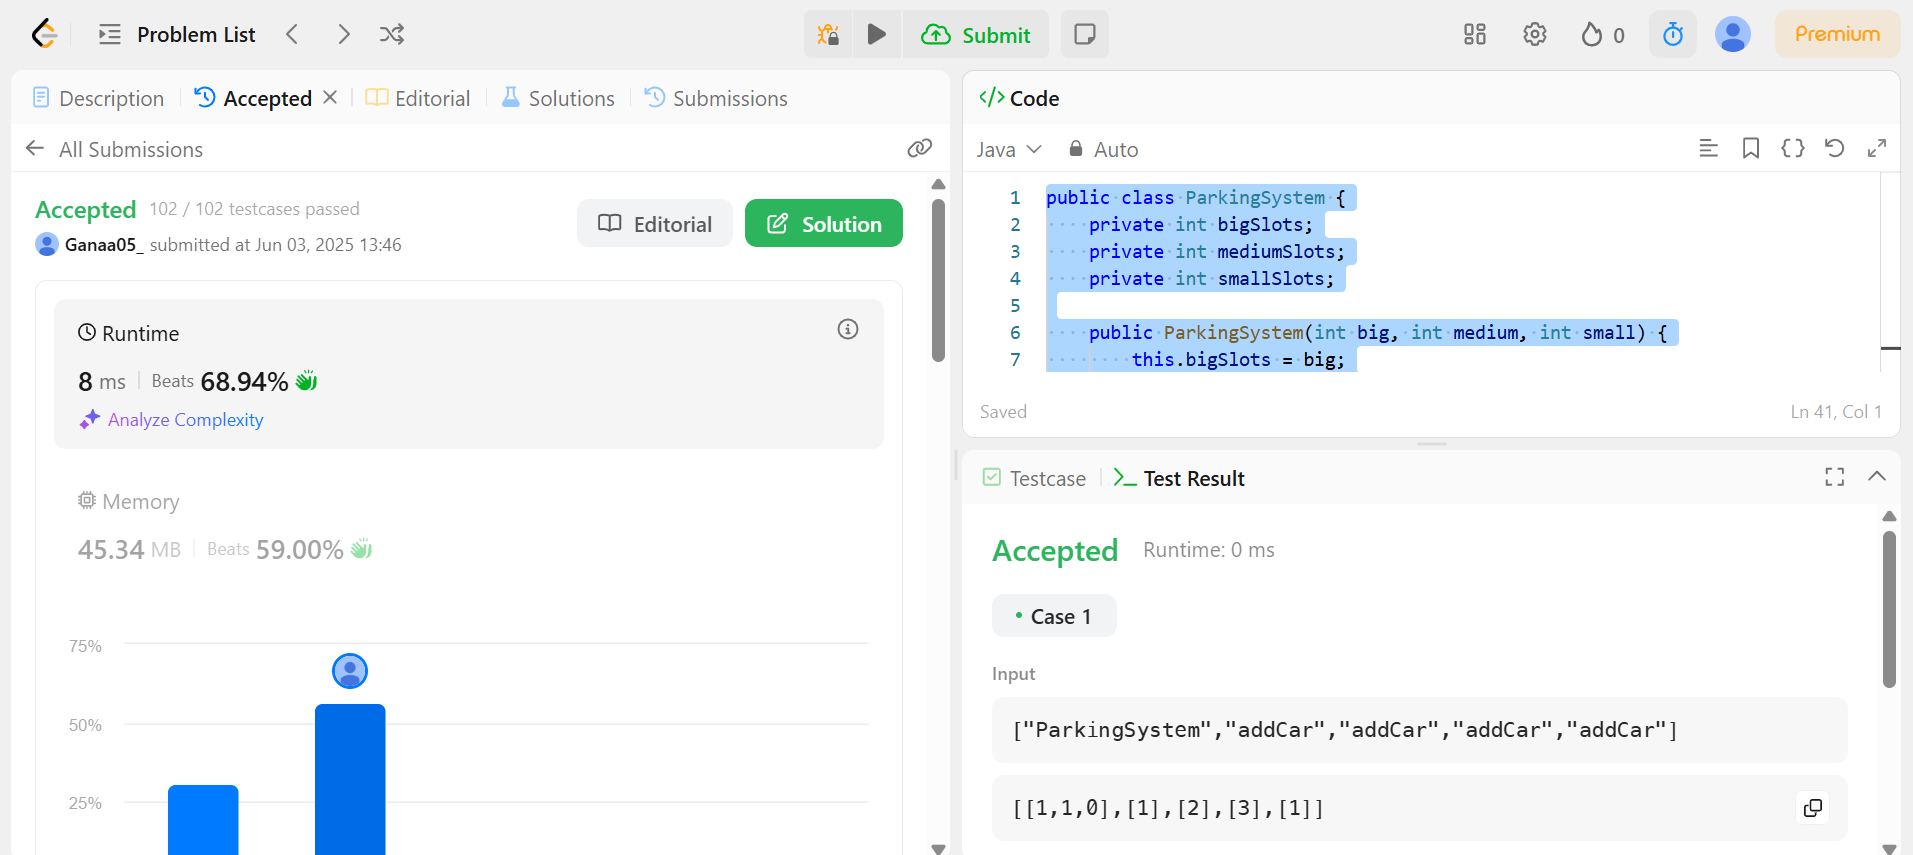 Problem List
Submit
0
Premium
Description
Accepted
Editorial
Solutions
Submissions
All Submissions
Accepted 102 / 102 testcases passed
Ganaa05_ submitted at Jun 03, 2025 13:46
Editorial
Solution
Runtime
8 ms
Beats 68.94%
Analyze Complexity
Memory
45.34 MB
Beats 59.00%
75%
50%
25%
Code
Java
Auto
1 public class ParkingSystem {
2 private int bigSlots;
3 private int mediumSlots;
4 private int smallSlots;
5
6 public ParkingSystem(int big, int medium, int small) {
7 this.bigSlots = big;
Saved
Ln 41, Col 1
Testcase
Test Result
Accepted Runtime: 0 ms
Case 1
Input
["ParkingSystem","addCar","addCar","addCar","addCar"]
[[1,1,0],[1],[2],[3],[1]]